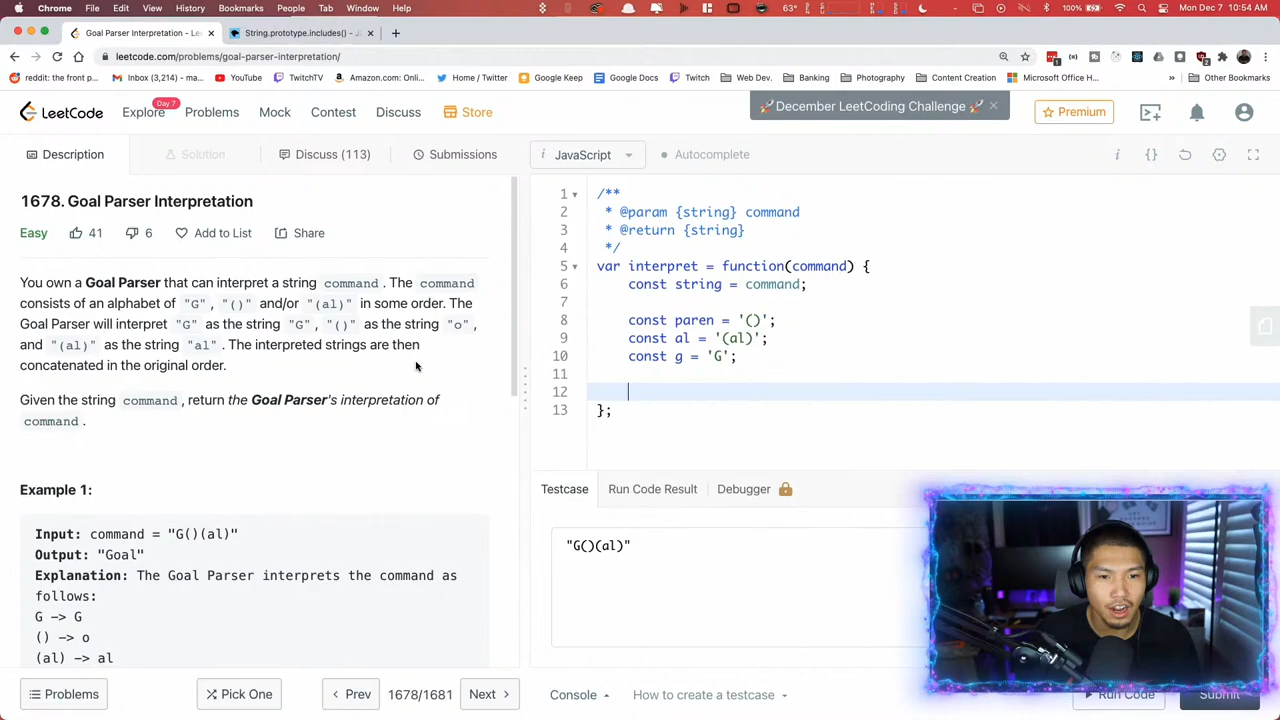 Chrome File Edit View History Bookmarks People Tab Window Help 63° Mon Dec 7 10:54 AM
Goal Parser Interpretation - Le
String.prototype.includes() - Ja
leetcode.com/problems/goal-parser-interpretation/
reddit: the front p... Inbox (3,214) - ma... YouTube TwitchTV Amazon.com: Onli... Home / Twitter Google Keep Google Docs Twitch Web Dev. Banking Photography Content Creation Microsoft Office H... » Other Bookmarks
LeetCode Explore Day 7 Problems Mock Contest Discuss Store December LeetCoding Challenge Premium
Description Solution Discuss (113) Submissions
JavaScript Autocomplete
1678. Goal Parser Interpretation
Easy 41 6 Add to List Share
You own a Goal Parser that can interpret a string command. The command
consists of an alphabet of "G", "()" and/or "(al)" in some order. The
Goal Parser will interpret "G" as the string "G", "()" as the string "o",
and "(al)" as the string "al". The interpreted strings are then
concatenated in the original order.
Given the string command, return the Goal Parser's interpretation of
command.
Example 1:
Input: command = "G()(al)"
Output: "Goal"
Explanation: The Goal Parser interprets the command as
follows:
G -> G
() -> o
(al) -> al
1 /**
2 * @param {string} command
3 * @return {string}
4 */
5 var interpret = function(command) {
6 const string = command;
7
8 const paren = '()';
9 const al = '(al)';
10 const g = 'G';
11
12
13 };
Testcase Run Code Result Debugger
"G()(al)"
Problems Pick One Prev 1678/1681 Next Console How to create a testcase Run Code Submit